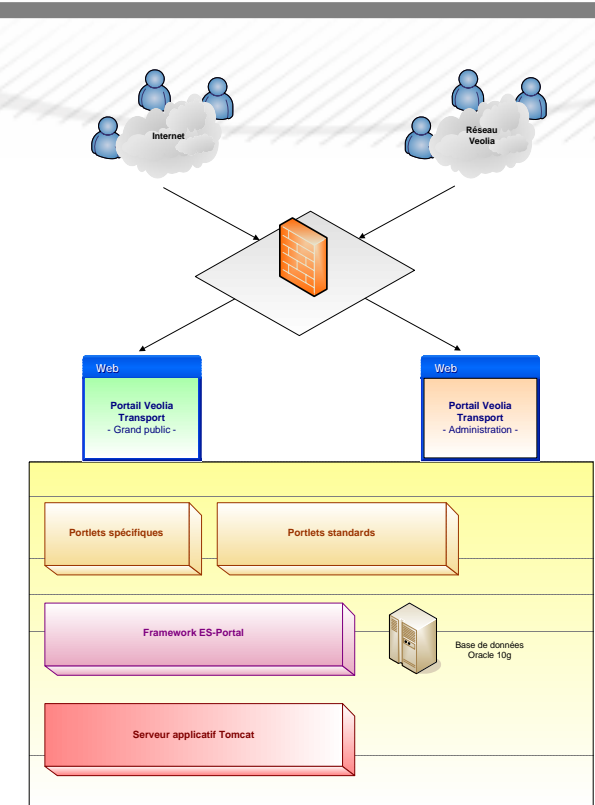 Internet
Réseau
Veolia
Web
Portail Veolia
Transport
- Grand public -
Web
Portail Veolia
Transport
- Administration -
Portlets spécifiques
Portlets standards
Framework ES-Portal
Base de données
Oracle 10g
Serveur applicatif Tomcat